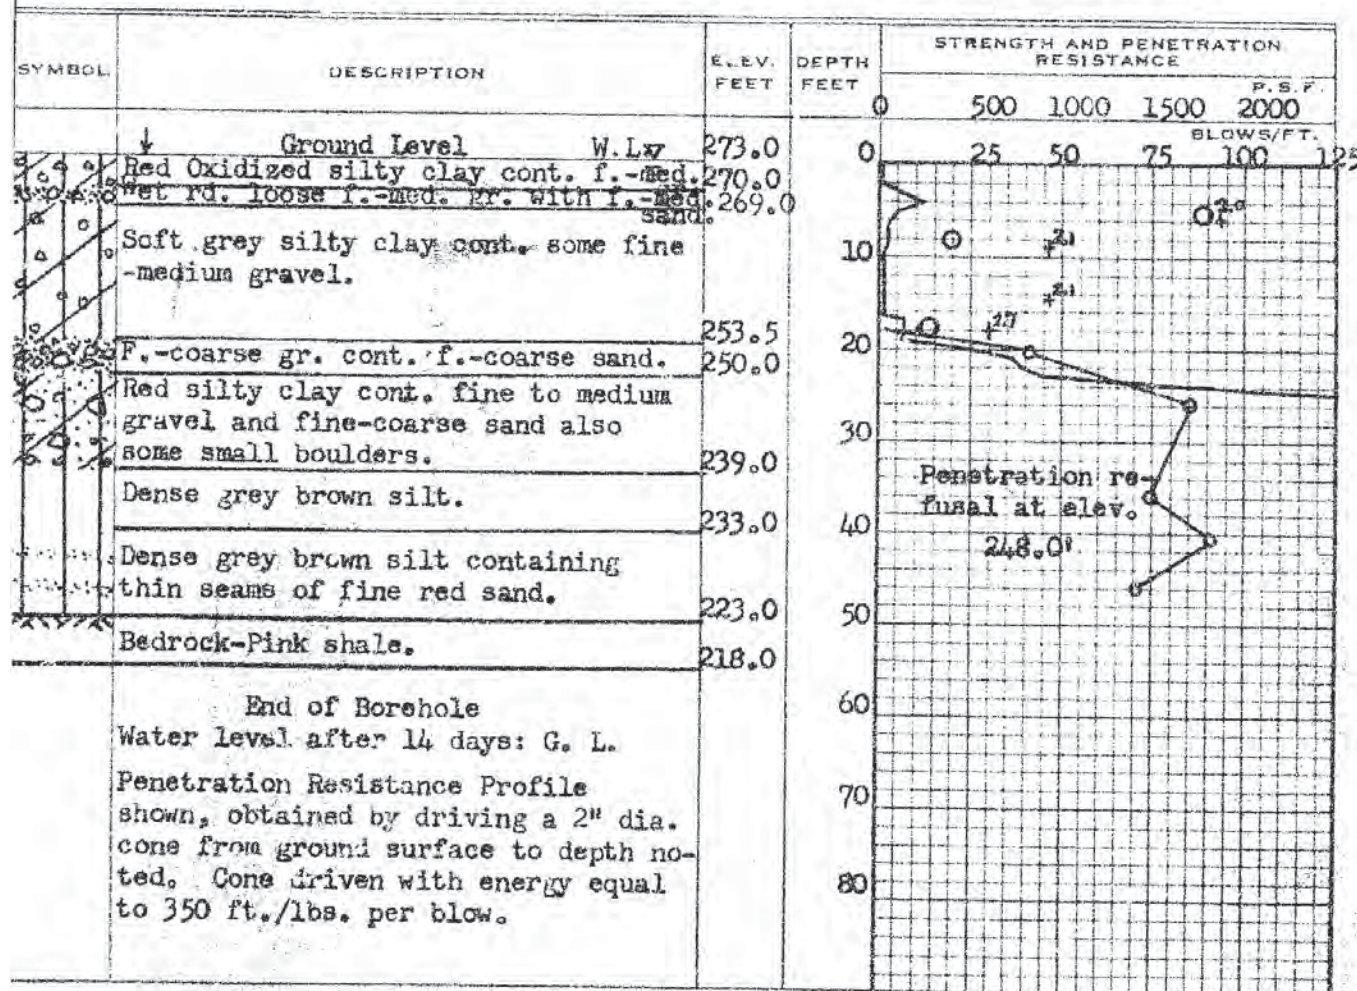 SYMBOL
DESCRIPTION
ELEV. FEET
DEPTH FEET
STRENGTH AND PENETRATION
RESISTANCE
P.S.F.
0 500 1000 1500 2000
BLOWS/FT.
0 25 50 75 100 125
Ground Level W.L. 273.0
Red Oxidized silty clay cont. f.-med. 270.0
Wet rd. loose f.-med. gr. with f.-med. 269.0
sand.
Soft grey silty clay cont. some fine
-medium gravel.
253.5
F.-coarse gr. cont. f.-coarse sand. 250.0
Red silty clay cont. fine to medium
gravel and fine-coarse sand also
some small boulders. 239.0
Dense grey brown silt.
233.0
Dense grey brown silt containing
thin seams of fine red sand. 223.0
Bedrock-Pink shale. 218.0
End of Borehole
Water level after 14 days: G. L.
Penetration Resistance Profile
shown, obtained by driving a 2" dia.
cone from ground surface to depth no-
ted. Cone driven with energy equal
to 350 ft./lbs. per blow.
10
20
30
40
50
60
70
80
Penetration re-
fusal at elev.
248.0'